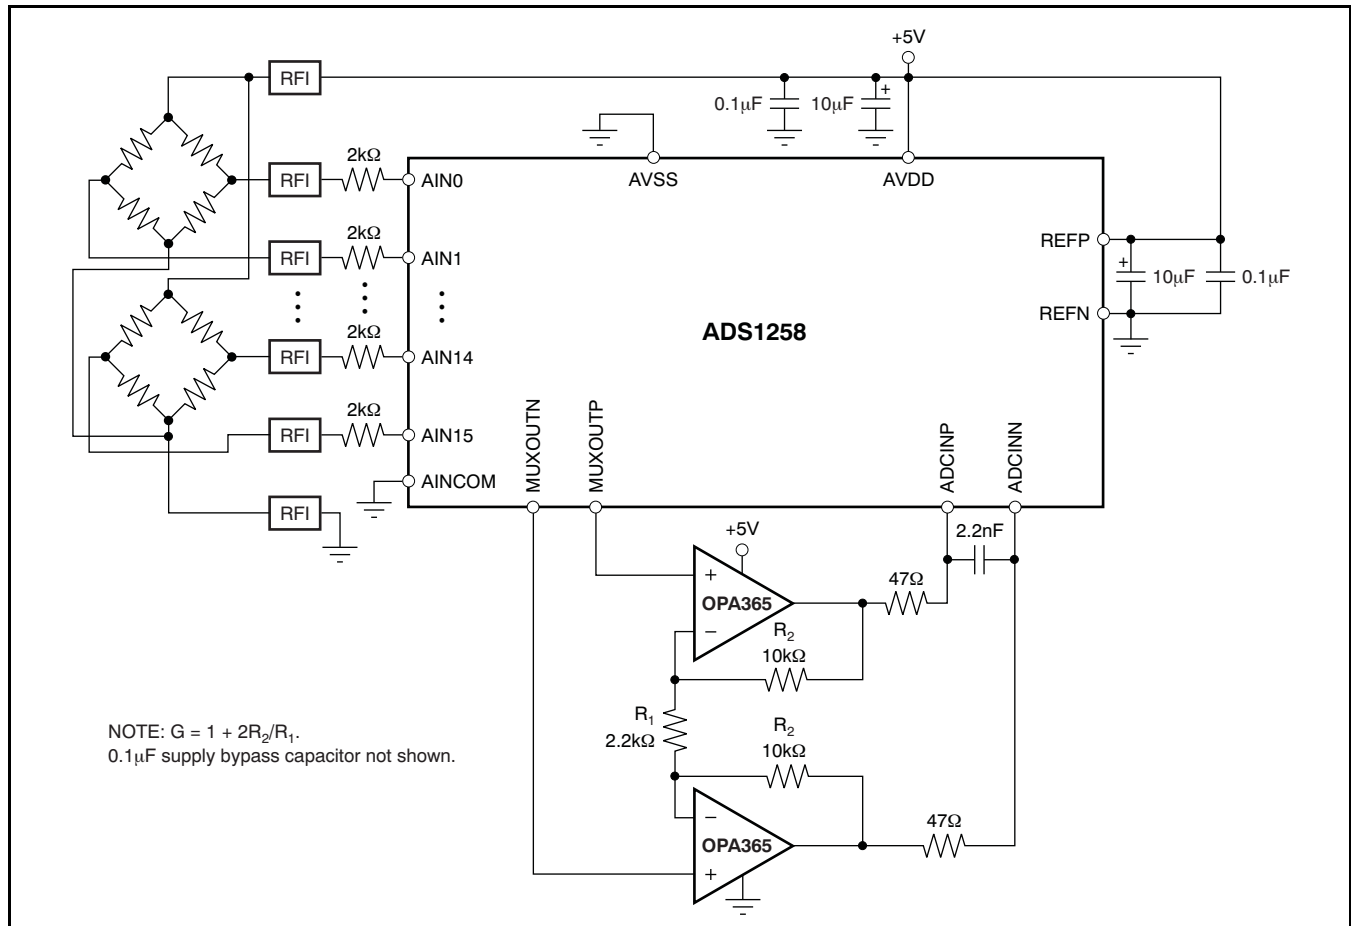 +5V
RFI
0.1μF
10μF
+
2kΩ
RFI
AIN0
AVSS
AVDD
2kΩ
RFI
AIN1
REFP
+
10μF
0.1μF
REFN
2kΩ
RFI
AIN14
ADS1258
2kΩ
RFI
AIN15
MUXOUTN
MUXOUTP
ADCINP
ADCINN
AINCOM
RFI
2.2nF
+5V
+
OPA365
−
47Ω
R2
10kΩ
R1
2.2kΩ
R2
10kΩ
NOTE: G = 1 + 2R2/R1.
0.1μF supply bypass capacitor not shown.
−
OPA365
+
47Ω